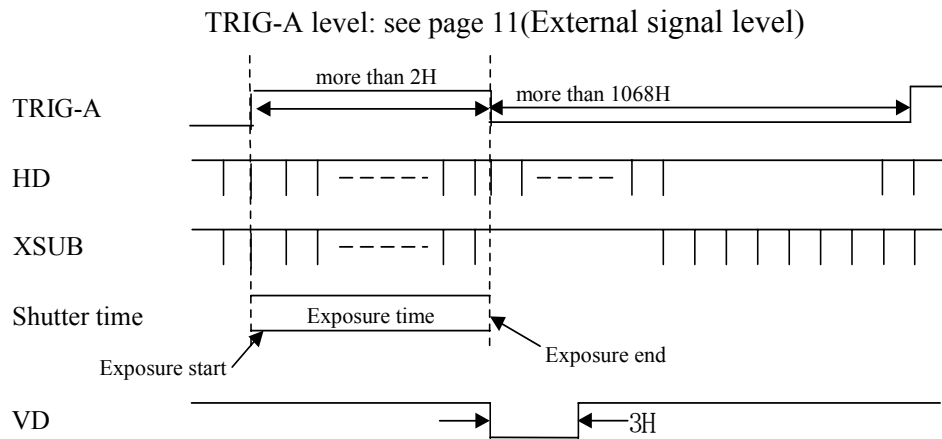 TRIG-A level: see page 11(External signal level)
more than 2H
more than 1068H
TRIG-A
HD
XSUB
Shutter time
Exposure time
Exposure start
Exposure end
VD
3H